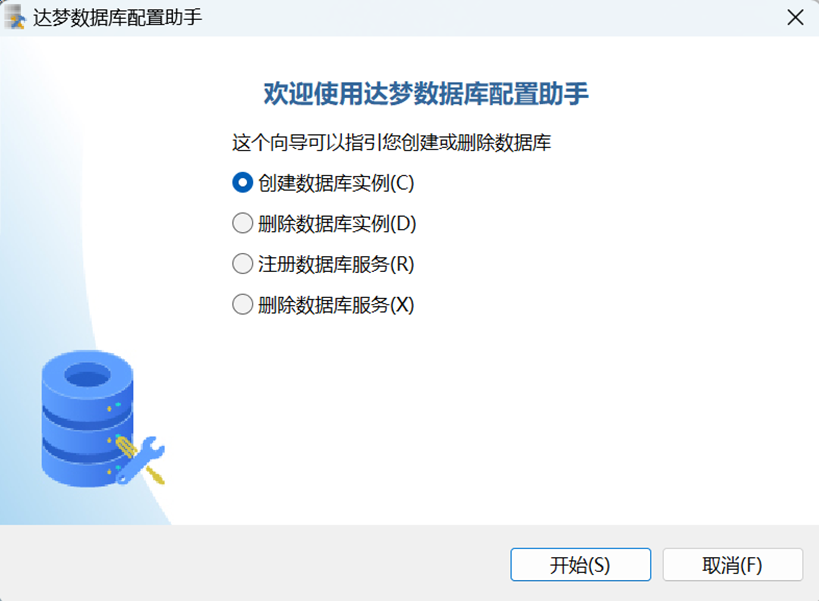 达梦数据库配置助手
欢迎使用达梦数据库配置助手
这个向导可以指引您创建或删除数据库
创建数据库实例(C)
删除数据库实例(D)
注册数据库服务(R)
删除数据库服务(X)
开始(S)
取消(F)